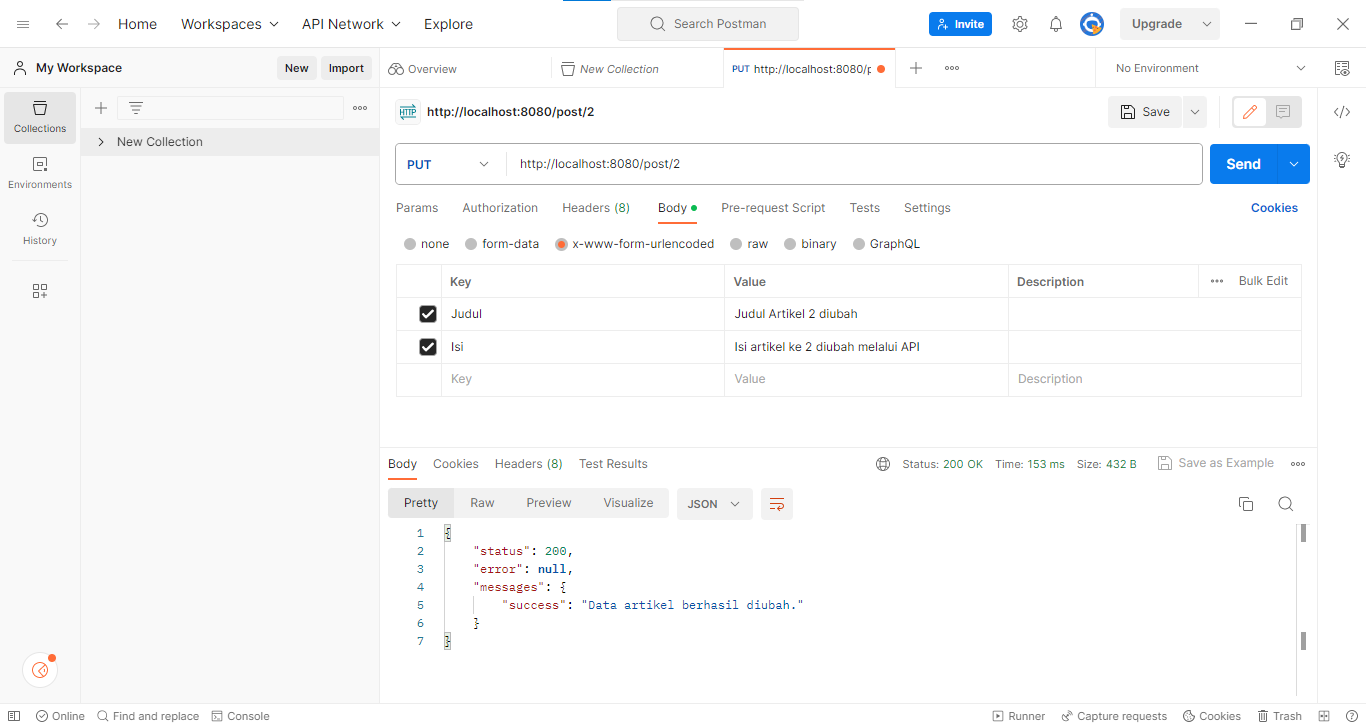 Home Workspaces API Network Explore Search Postman Invite Upgrade
My Workspace New Import Overview New Collection PUT http://localhost:8080/p No Environment
Collections
Environments
History
New Collection
HTTP http://localhost:8080/post/2 Save
PUT http://localhost:8080/post/2 Send
Params Authorization Headers (8) Body Pre-request Script Tests Settings Cookies
none form-data x-www-form-urlencoded raw binary GraphQL
Key Value Description Bulk Edit
Judul Judul Artikel 2 diubah
Isi Isi artikel ke 2 diubah melalui API
Key Value Description
Body Cookies Headers (8) Test Results Status: 200 OK Time: 153 ms Size: 432 B Save as Example
Pretty Raw Preview Visualize JSON
1 {
2 "status": 200,
3 "error": null,
4 "messages": {
5 "success": "Data artikel berhasil diubah."
6 }
7 }
Online Find and replace Console Runner Capture requests Cookies Trash